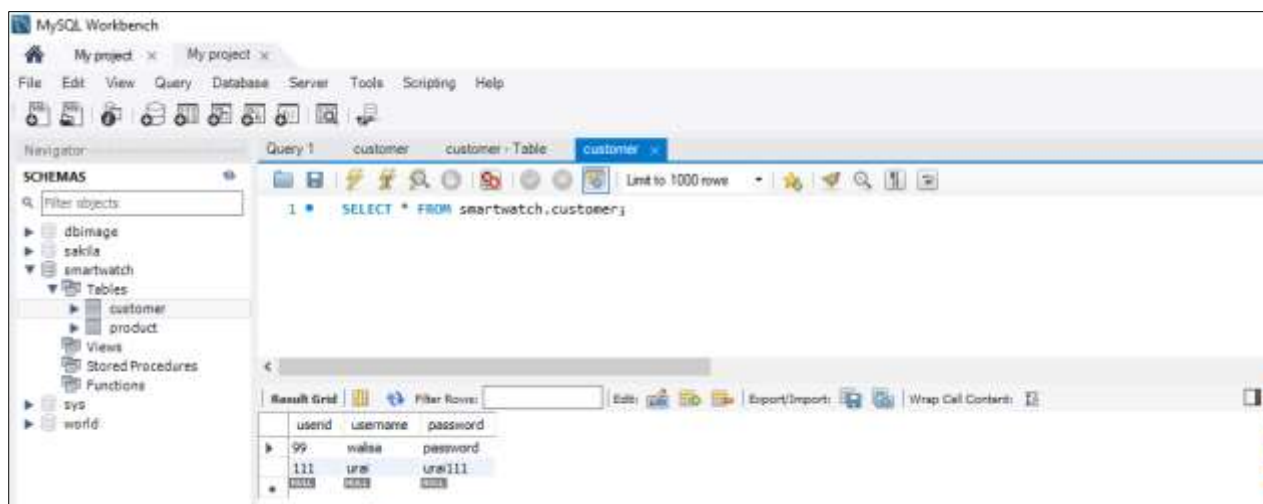 MySQL Workbench
My project × My project ×
File Edit View Query Database Server Tools Scripting Help
Navigator
SCHEMAS
Filter objects
dbimage
sakila
smartwatch
Tables
customer
product
Views
Stored Procedures
Functions
sys
world
Query 1 customer customer - Table customer ×
Limit to 1000 rows
1 SELECT * FROM smartwatch.customer;
Result Grid Filter Rows: Edit: Export/Import: Wrap Cell Content:
userid username password
99 walsa password
111 urai urai111
NULL NULL NULL